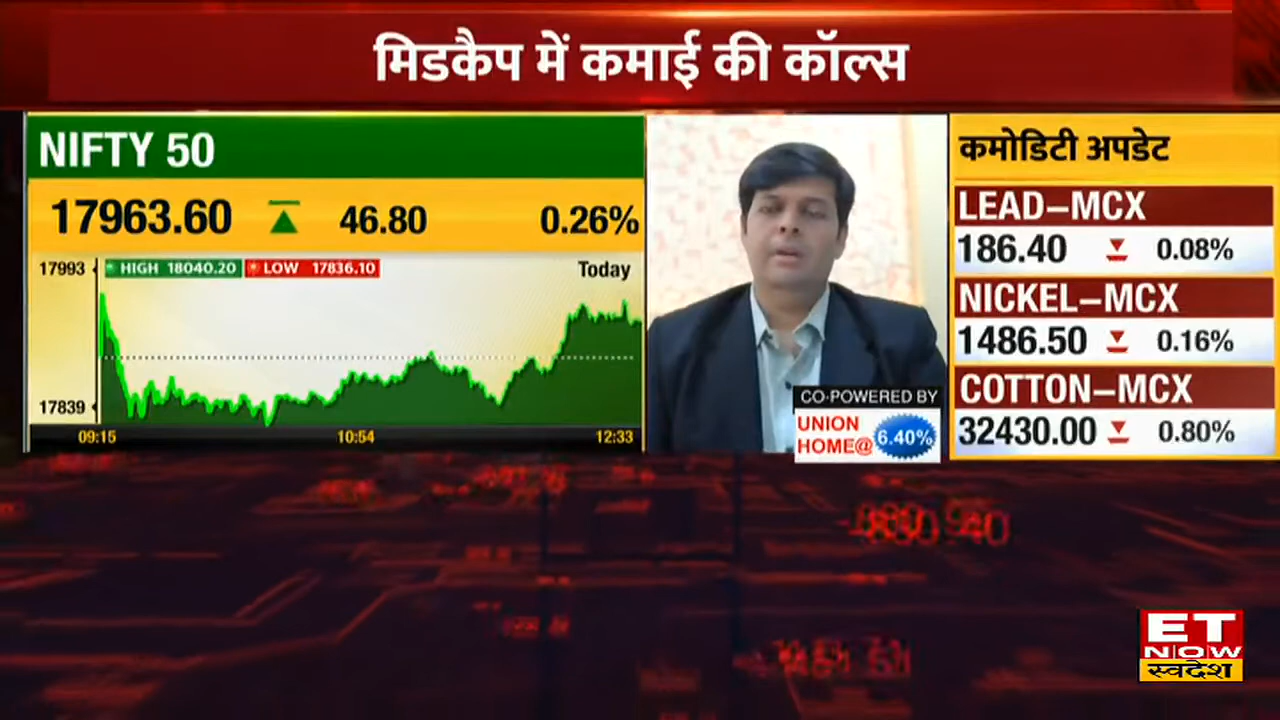 मिडकैप में कमाई की कॉल्स
NIFTY 50
17963.60 46.80 0.26%
17993 HIGH 18040.20 LOW 17836.10 Today
17839
09:15 10:54 12:33
CO-POWERED BY
UNION
HOME@ 6.40%
कमोडिटी अपडेट
LEAD-MCX
186.40 0.08%
NICKEL-MCX
1486.50 0.16%
COTTON-MCX
32430.00 0.80%
ET
NOW
स्वदेश